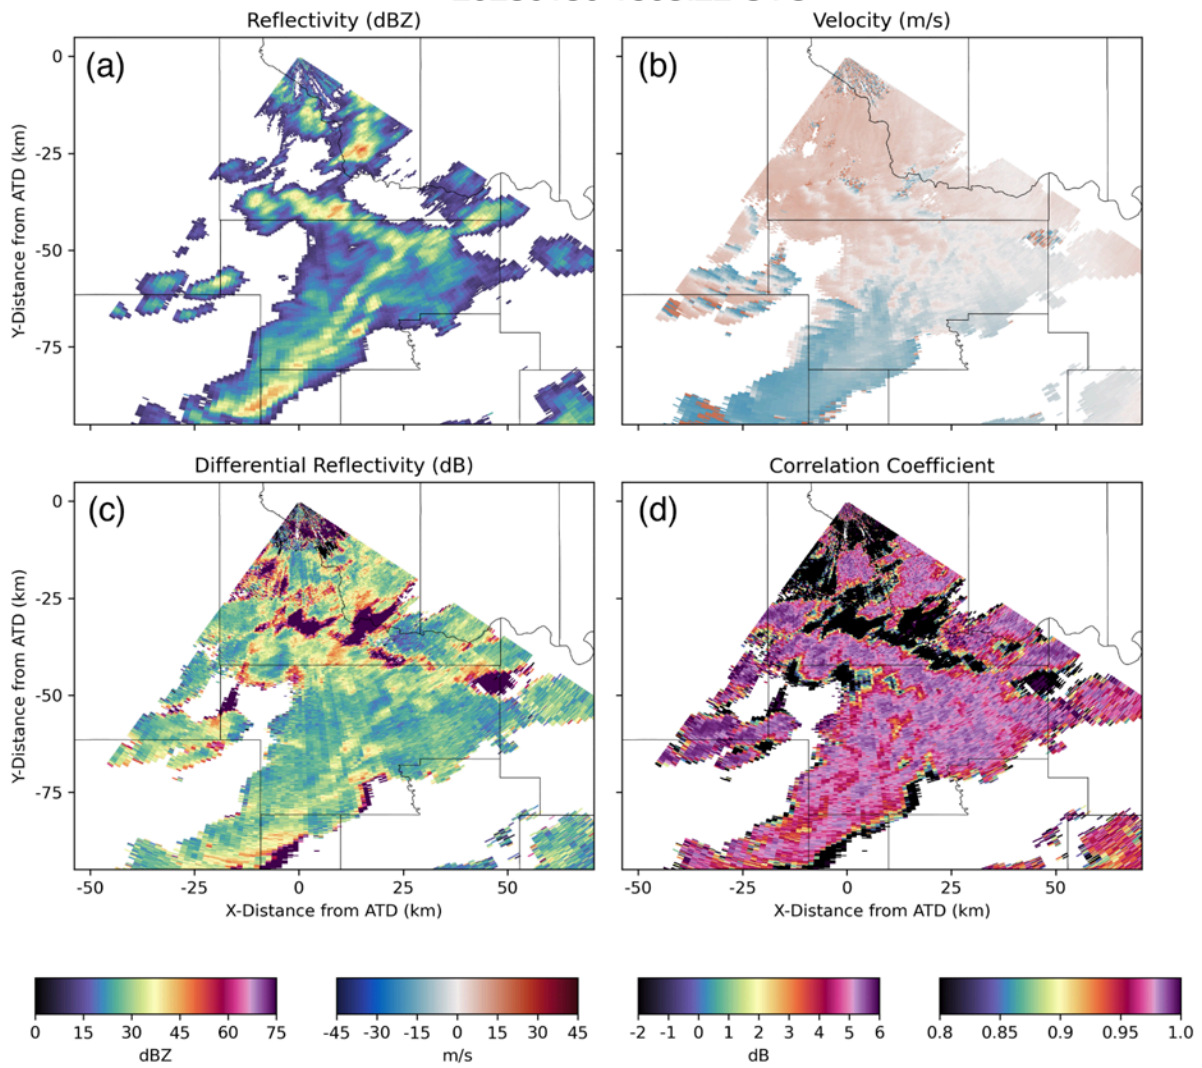 Reflectivity (dBZ)
Velocity (m/s)
(a)
(b)
0
-25
-50
-75
Y-Distance from ATD (km)
Differential Reflectivity (dB)
Correlation Coefficient
(c)
(d)
0
-25
-50
-75
Y-Distance from ATD (km)
-50 -25 0 25 50
-50 -25 0 25 50
X-Distance from ATD (km)
X-Distance from ATD (km)
0 15 30 45 60 75
-45 -30 -15 0 15 30 45
-2 -1 0 1 2 3 4 5 6
0.8 0.85 0.9 0.95 1.0
dBZ
m/s
dB